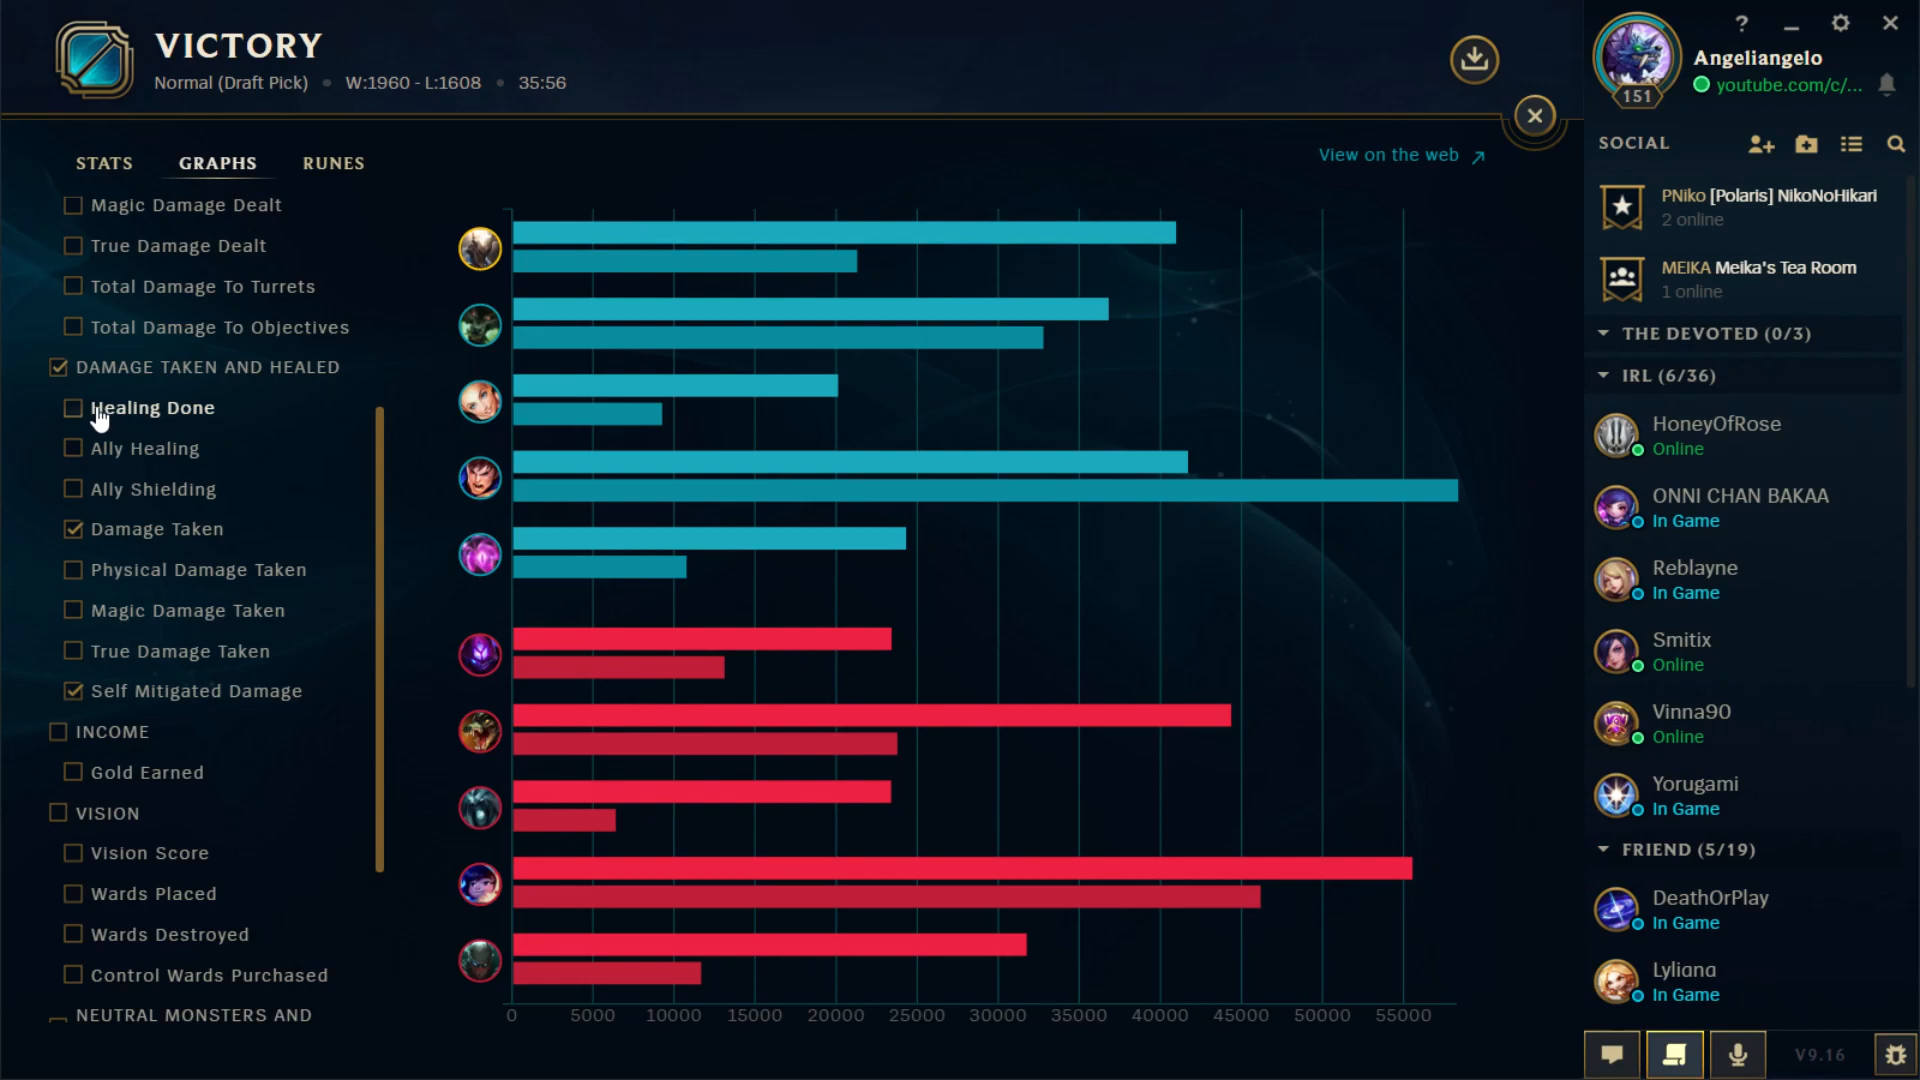 VICTORY
Normal (Draft Pick) • W:1960 - L:1608 • 35:56
STATS GRAPHS RUNES
View on the web
Magic Damage Dealt
True Damage Dealt
Total Damage To Turrets
Total Damage To Objectives
DAMAGE TAKEN AND HEALED
Healing Done
Ally Healing
Ally Shielding
Damage Taken
Physical Damage Taken
Magic Damage Taken
True Damage Taken
Self Mitigated Damage
INCOME
Gold Earned
VISION
Vision Score
Wards Placed
Wards Destroyed
Control Wards Purchased
NEUTRAL MONSTERS AND
0 5000 10000 15000 20000 25000 30000 35000 40000 45000 50000 55000
?
151
Angeliangelo
youtube.com/c/...
SOCIAL
PNiko [Polaris] NikoNoHikari
2 online
MEIKA Meika's Tea Room
1 online
THE DEVOTED (0/3)
IRL (6/36)
HoneyOfRose
Online
ONNI CHAN BAKAA
In Game
Reblayne
In Game
Smitix
Online
Vinna90
Online
Yorugami
In Game
FRIEND (5/19)
DeathOrPlay
In Game
Lyliana
In Game
V9.16